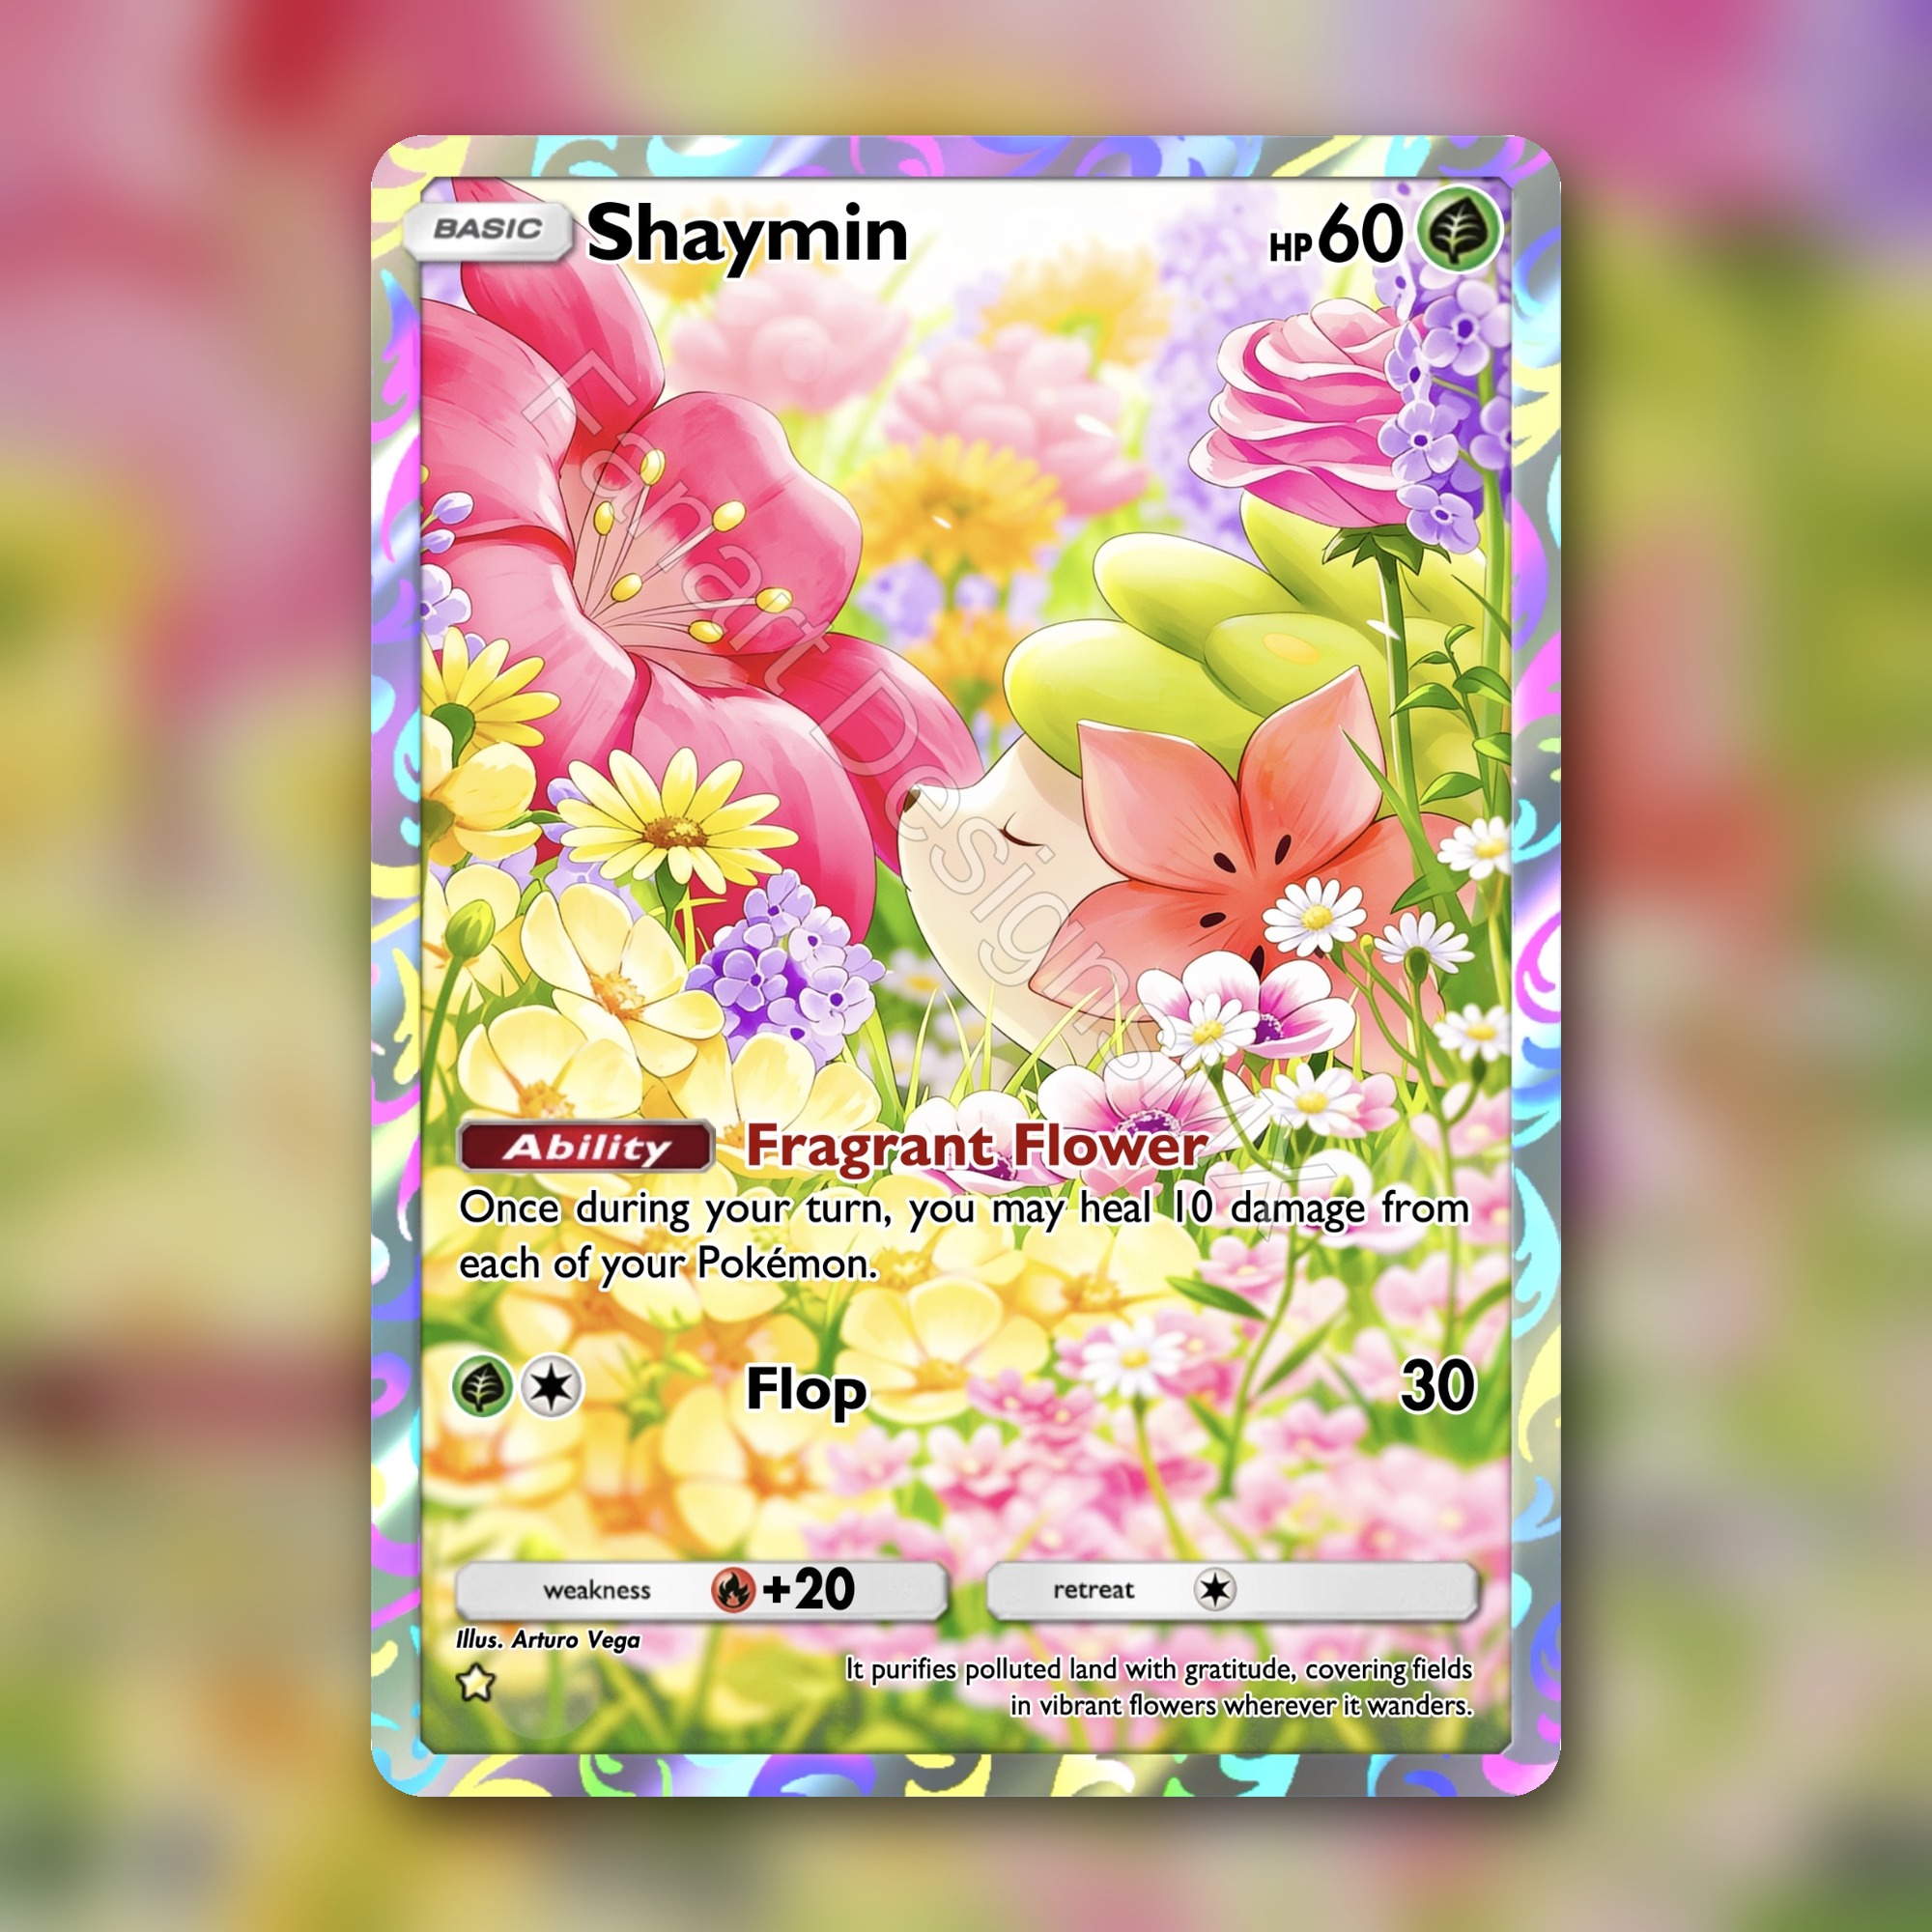 BASIC Shaymin HP60
Ability Fragrant Flower
Once during your turn, you may heal 10 damage from
each of your Pokémon.
Flop 30
weakness +20 retreat
Illus. Arturo Vega
It purifies polluted land with gratitude, covering fields
in vibrant flowers wherever it wanders.